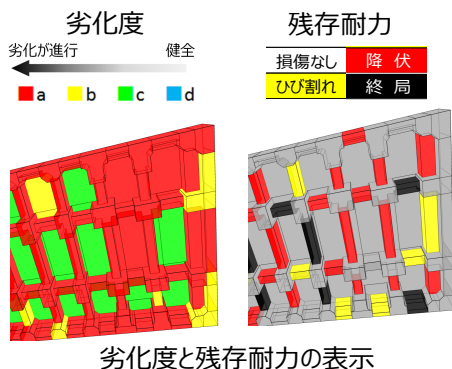 劣化度
劣化が進行 健全
a b c d
残存耐力
損傷なし 降 伏
ひび割れ 終 局
劣化度と残存耐力の表示